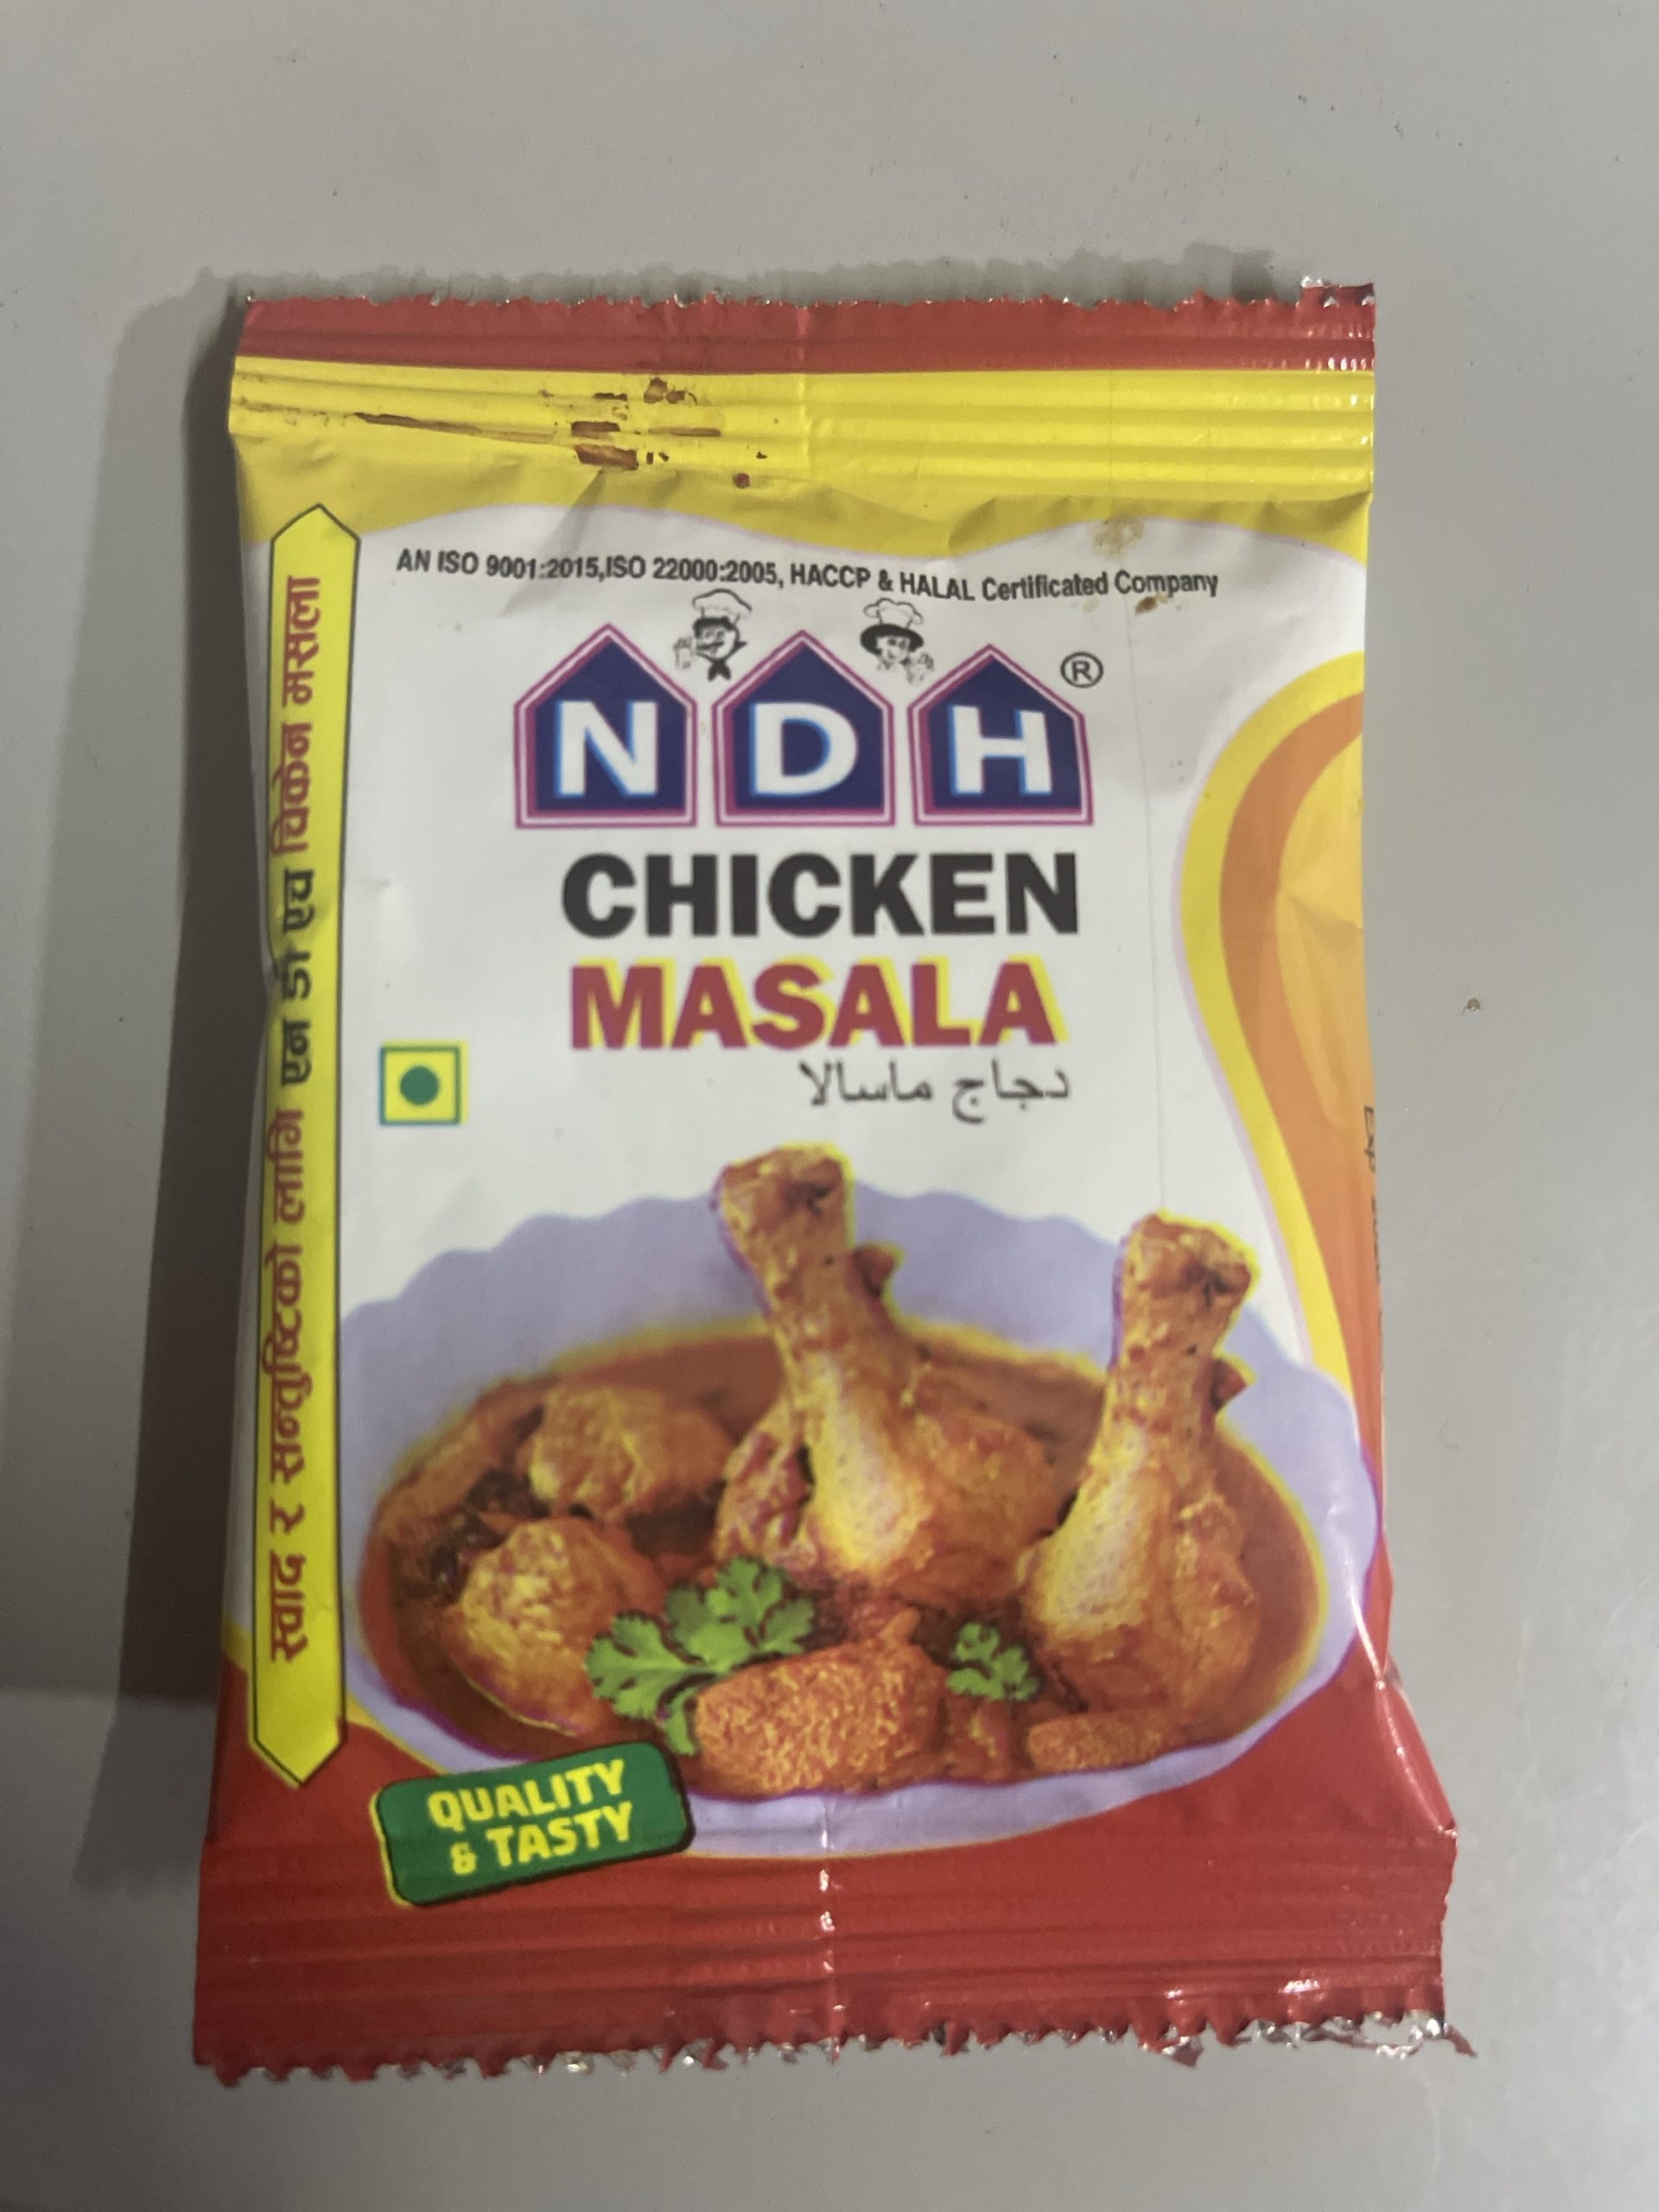 AN ISO 9001:2015,ISO 22000:2005, HACCP & HALAL Certificated Company
NDH ®
CHICKEN
MASALA
دجاج ماسالا
स्वाद र सन्तुष्टिको लागि एन डी एच चिकेन मसला
QUALITY
& TASTY